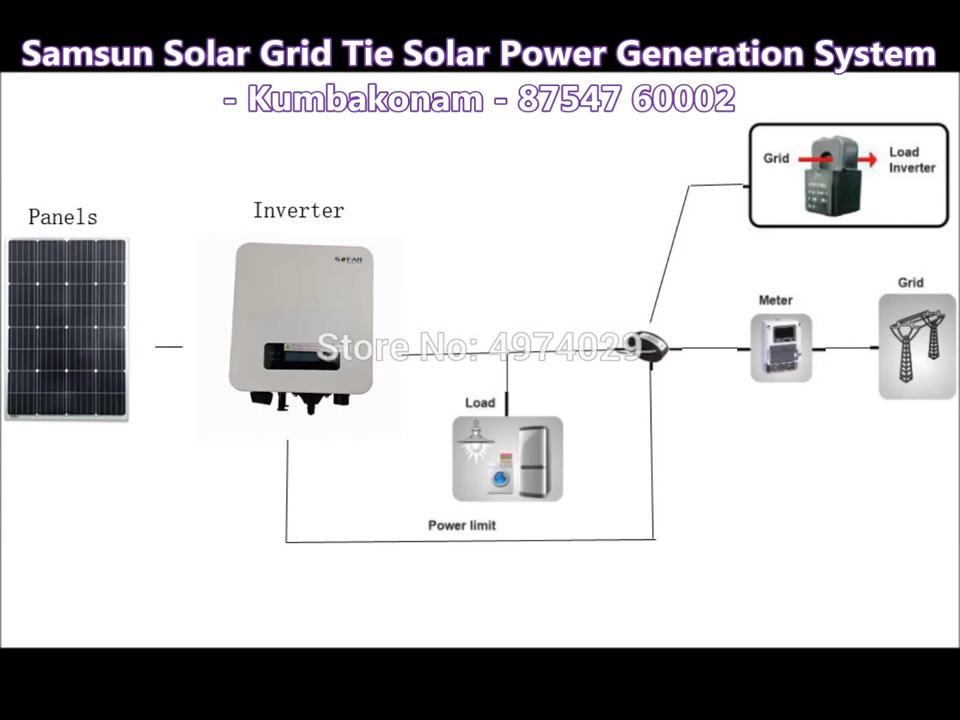 Samsun Solar Grid Tie Solar Power Generation System
- Kumbakonam - 87547 60002
Grid
Load
Inverter
Panels
Inverter
SOFAR
Grid
Meter
Store No: 4974029
Load
Power limit